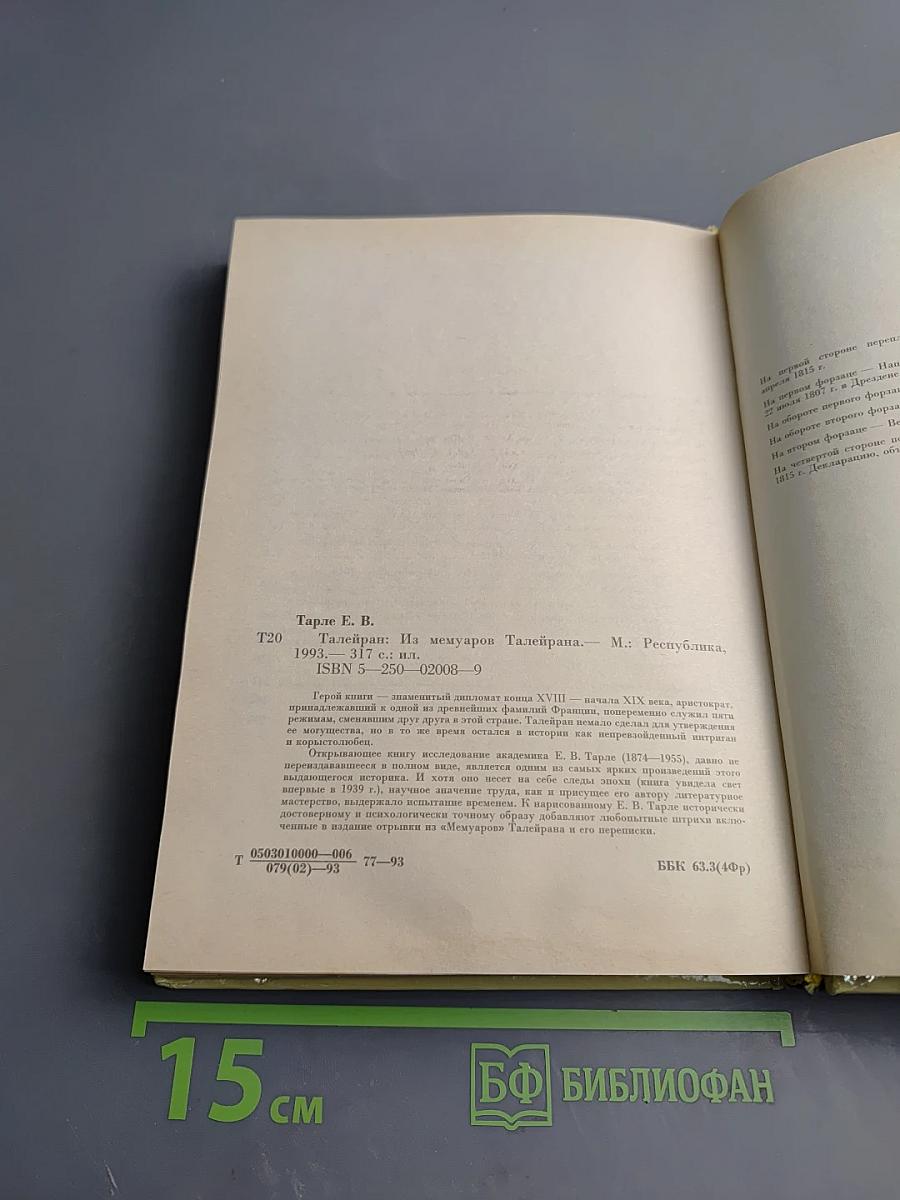 Тарле Е. В.
Т20 Талейран: Из мемуаров Талейрана.— М.: Республика,
1993.— 317 с.: ил.
ISBN 5—250—02008—9
Герой книги — знаменитый дипломат конца XVIII — начала XIX века, аристократ,
принадлежавший к одной из древнейших фамилий Франции, попеременно служил пяти
режимам, сменявшим друг друга в этой стране. Талейран немало сделал для утверждения
ее могущества, но в то же время остался в истории как непревзойденный интриган
и корыстолюбец.
Открывающее книгу исследование академика Е. В. Тарле (1874—1955), давно не
переиздававшееся в полном виде, является одним из самых ярких произведений этого
выдающегося историка. И хотя оно несет на себе следы эпохи (книга увидела свет
впервые в 1939 г.), научное значение труда, как и присущее его автору литературное
мастерство, выдержало испытание временем. К нарисованному Е. В. Тарле исторически
достоверному и психологически точному образу добавляют любопытные штрихи вклю-
ченные в издание отрывки из «Мемуаров» Талейрана и его переписки.
Т 0503010000—006
079(02)—93 77—93
ББК 63.3(4Фр)
На первой стороне перепл
апреля 1815 г.
На первом форзаце — Нап
22 июля 1807 г. в Дрездене
На обороте первого форза
На обороте второго форза
На втором форзаце — Ве
На четвертой стороне пе
1815 г. Декларацию, объ
15 см
БФ БИБЛИОФАН